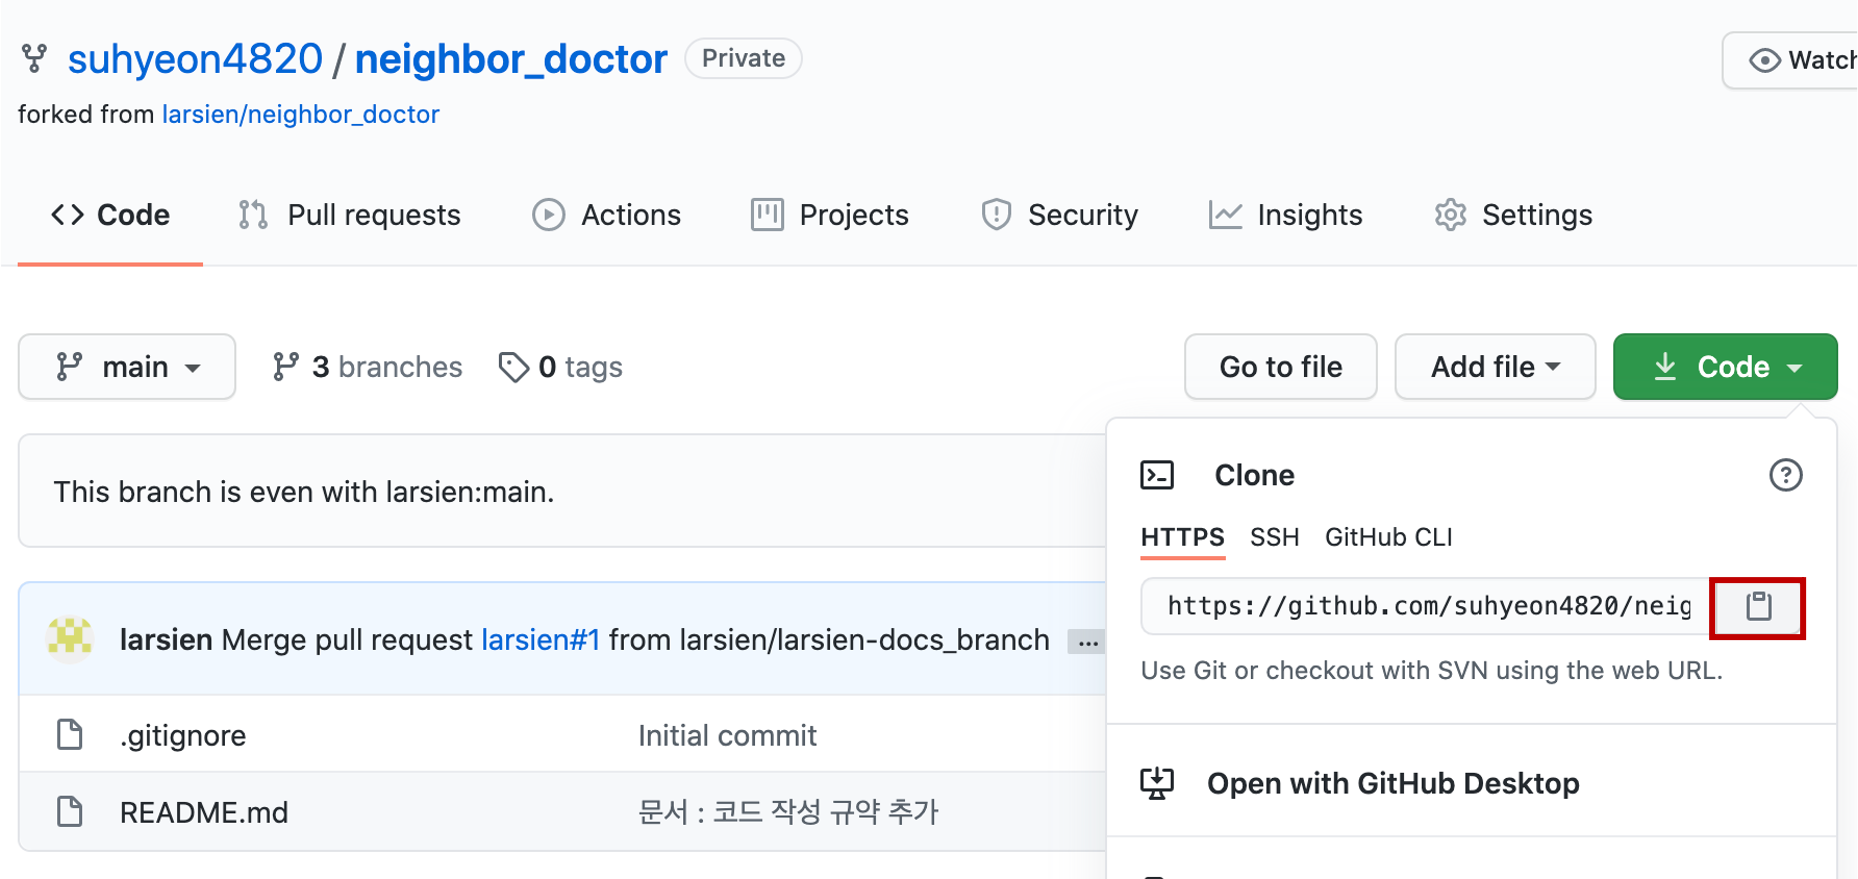 suhyeon4820 / neighbor_doctor Private
Watch
forked from larsien/neighbor_doctor
Code Pull requests Actions Projects Security Insights Settings
main 3 branches 0 tags Go to file Add file Code
This branch is even with larsien:main.
Clone
HTTPS SSH GitHub CLI
https://github.com/suhyeon4820/neig
Use Git or checkout with SVN using the web URL.
larsien Merge pull request larsien#1 from larsien/larsien-docs_branch ...
.gitignore Initial commit
README.md 문서 : 코드 작성 규약 추가
Open with GitHub Desktop